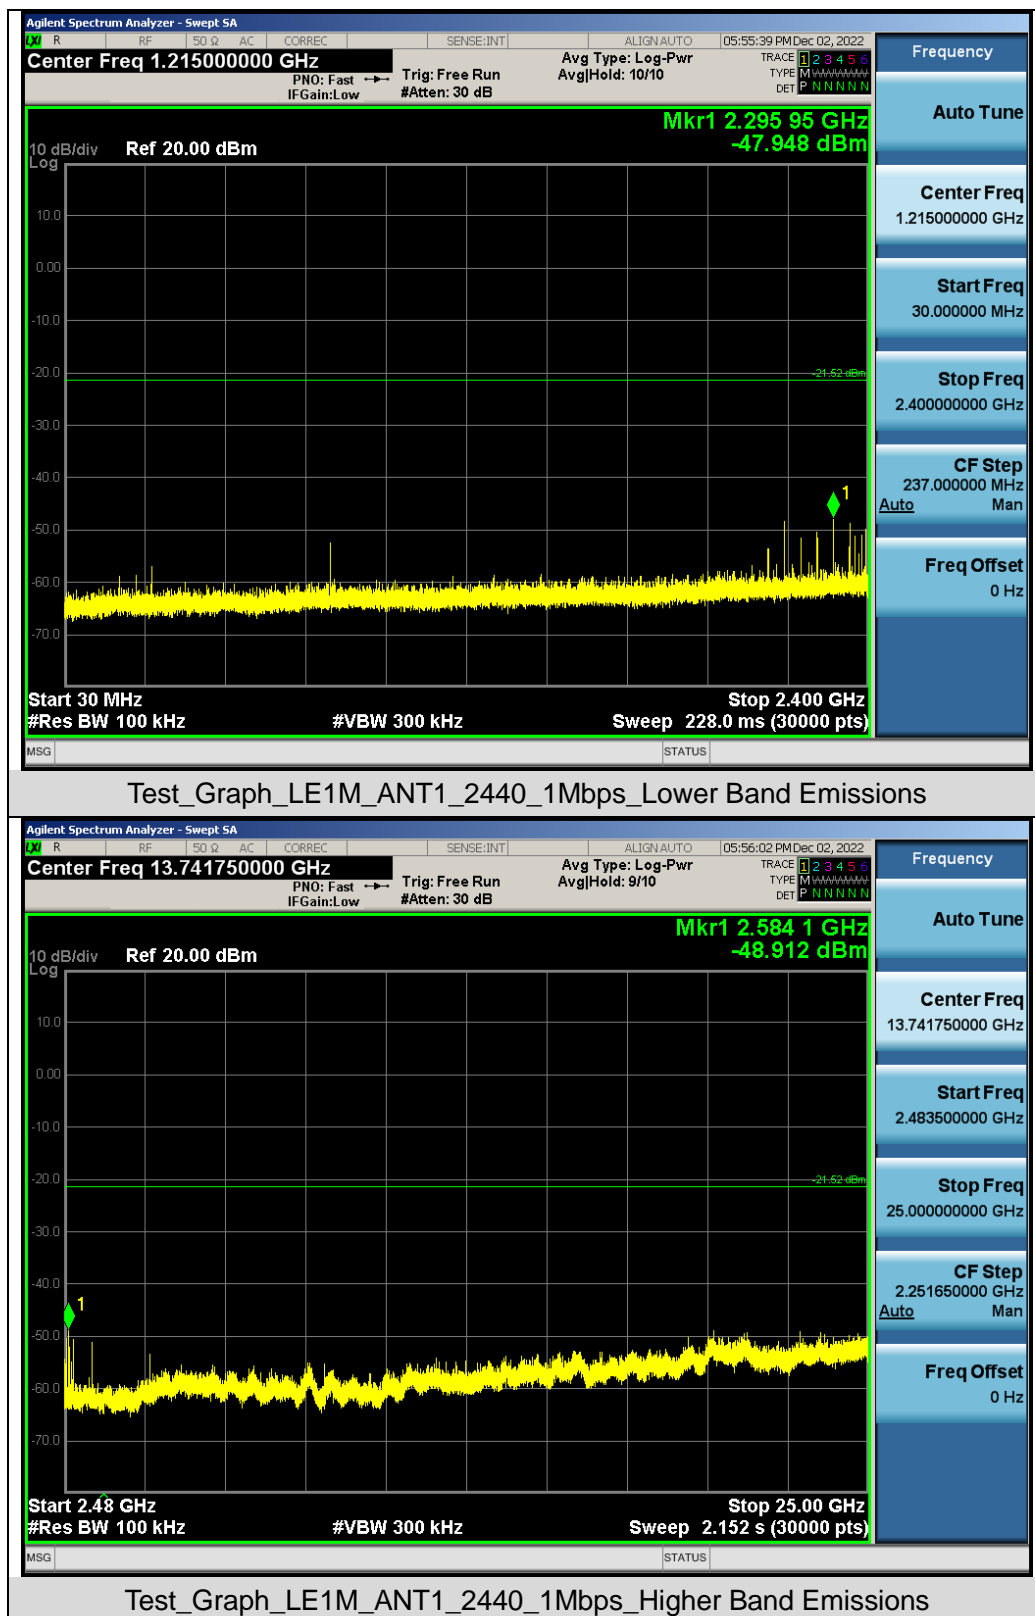 Agilent Spectrum Analyzer - Swept SA
LXI R RF 50 Ω AC CORREC SENSE:INT ALIGN AUTO 05:55:39 PM Dec 02, 2022
Center Freq 1.215000000 GHz
PNO: Fast
IFGain:Low
Trig: Free Run
#Atten: 30 dB
Avg Type: Log-Pwr
Avg|Hold: 10/10
TRACE 1 2 3 4 5 6
TYPE M
DET P N N N N N
Mkr1 2.295 95 GHz
-47.948 dBm
10 dB/div Ref 20.00 dBm
Log
10.0
0.00
-10.0
-20.0
-21.52 dBm
-30.0
-40.0
1
-50.0
-60.0
-70.0
Start 30 MHz Stop 2.400 GHz
#Res BW 100 kHz #VBW 300 kHz Sweep 228.0 ms (30000 pts)
MSG STATUS
Frequency
Auto Tune
Center Freq
1.215000000 GHz
Start Freq
30.000000 MHz
Stop Freq
2.400000000 GHz
CF Step
237.000000 MHz
Auto Man
Freq Offset
0 Hz
Test_Graph_LE1M_ANT1_2440_1Mbps_Lower Band Emissions
Agilent Spectrum Analyzer - Swept SA
LXI R RF 50 Ω AC CORREC SENSE:INT ALIGN AUTO 05:56:02 PM Dec 02, 2022
Center Freq 13.741750000 GHz
PNO: Fast
IFGain:Low
Trig: Free Run
#Atten: 30 dB
Avg Type: Log-Pwr
Avg|Hold: 9/10
TRACE 1 2 3 4 5 6
TYPE M
DET P N N N N N
Mkr1 2.584 1 GHz
-48.912 dBm
10 dB/div Ref 20.00 dBm
Log
10.0
0.00
-10.0
-20.0
-21.52 dBm
-30.0
-40.0
1
-50.0
-60.0
-70.0
Start 2.48 GHz Stop 25.00 GHz
#Res BW 100 kHz #VBW 300 kHz Sweep 2.152 s (30000 pts)
MSG STATUS
Frequency
Auto Tune
Center Freq
13.741750000 GHz
Start Freq
2.483500000 GHz
Stop Freq
25.000000000 GHz
CF Step
2.251650000 GHz
Auto Man
Freq Offset
0 Hz
Test_Graph_LE1M_ANT1_2440_1Mbps_Higher Band Emissions